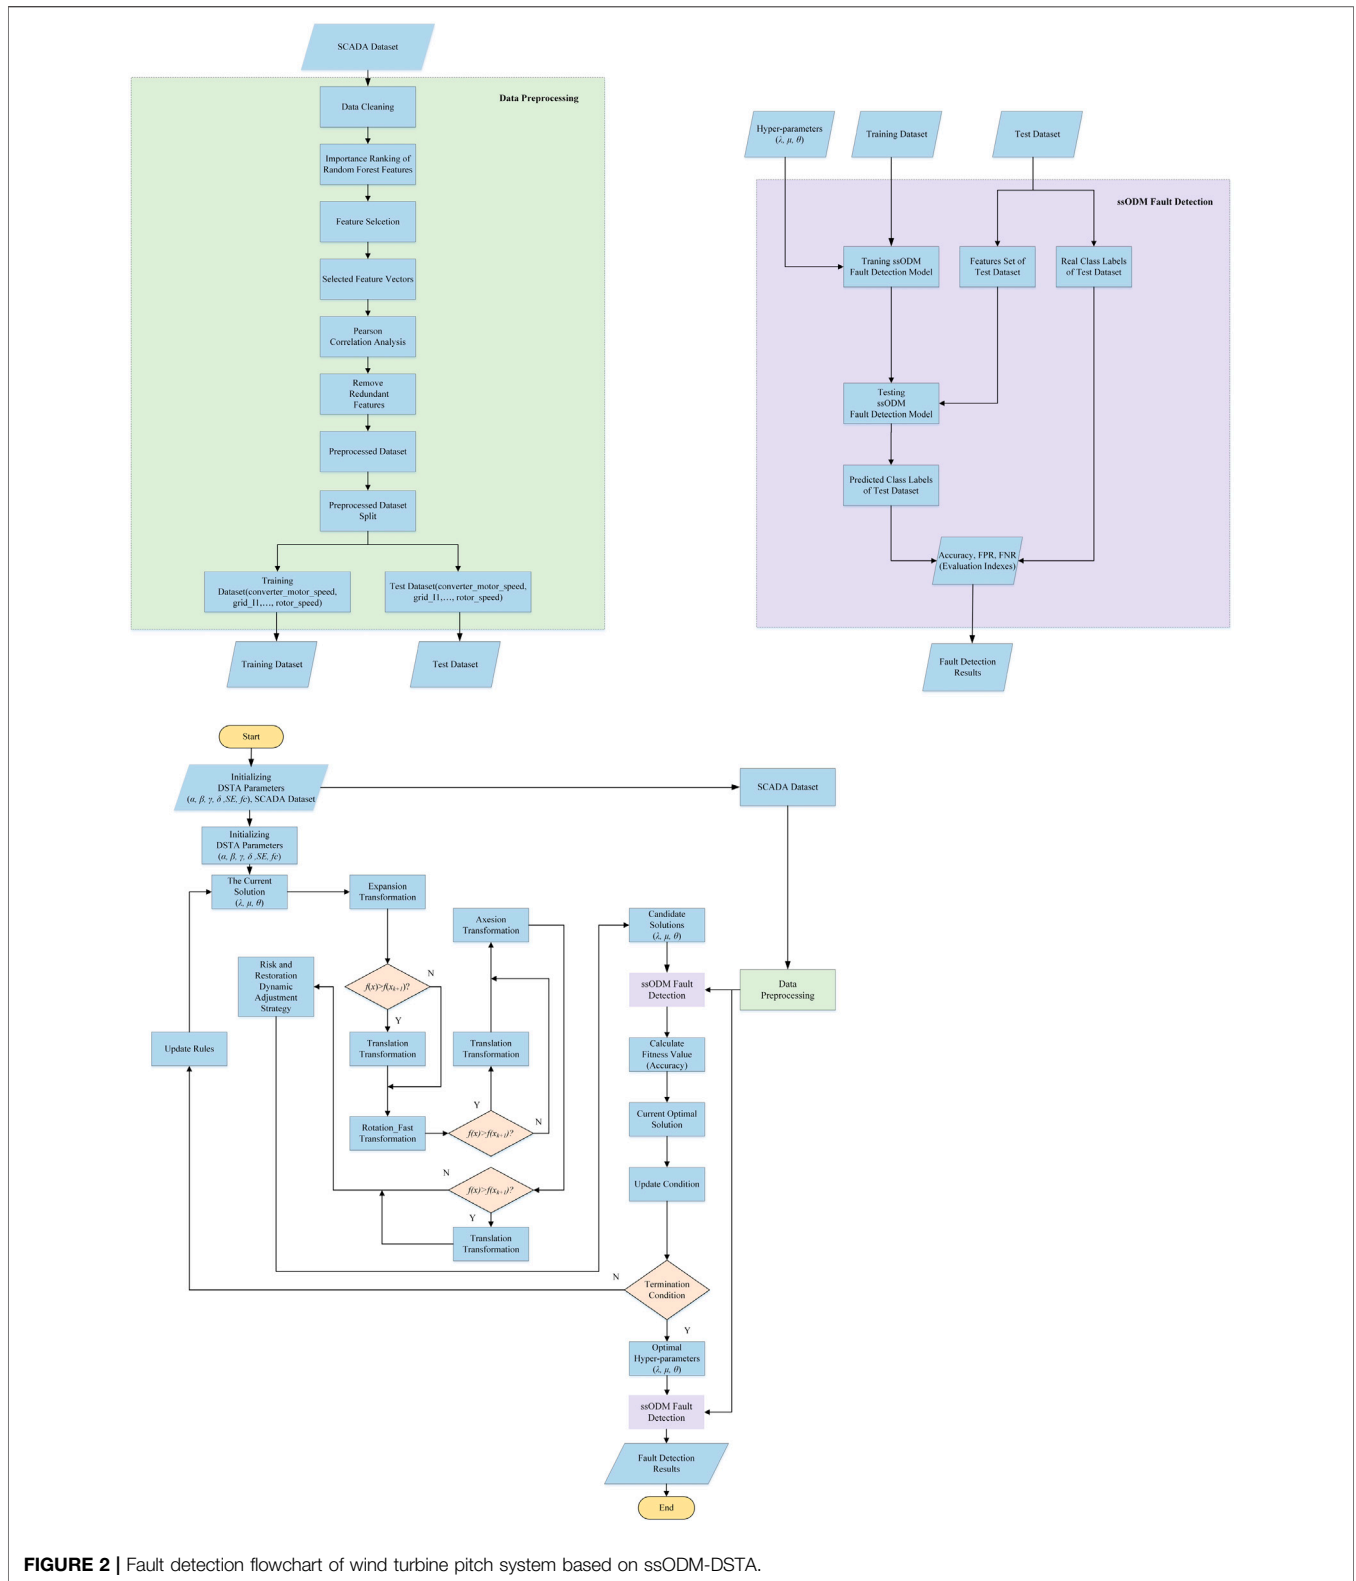 SCADA Dataset
Data Preprocessing
Data Cleaning
Importance Ranking of
Random Forest Features
Feature Selcetion
Selected Feature Vectors
Pearson
Correlation Analysis
Remove
Redundant
Features
Preprocessed Dataset
Preprocessed Dataset
Split
Training
Dataset(converter_motor_speed,
grid_I1,…, rotor_speed)
Test Dataset(converter_motor_speed,
grid_I1,…, rotor_speed)
Training Dataset
Test Dataset
Hyper-parameters
(λ, μ, θ)
Training Dataset
Test Dataset
ssODM Fault Detection
Traning ssODM
Fault Detection Model
Features Set of
Test Dataset
Real Class Labels
of Test Dataset
Testing
ssODM
Fault Detection Model
Predicted Class Labels
of Test Dataset
Accuracy, FPR, FNR
(Evaluation Indexes)
Fault Detection
Results
Start
Initializing
DSTA Parameters
(α, β, γ, δ ,SE, fc), SCADA Dataset
SCADA Dataset
Initializing
DSTA Parameters
(α, β, γ, δ ,SE, fc)
The Current
Solution
(λ, μ, θ)
Expansion
Transformation
Axesion
Transformation
Candidate
Solutions
(λ, μ, θ)
Risk and
Restoration
Dynamic
Adjustment
Strategy
f(x)>f(xk+1)?
N
Y
ssODM Fault
Detection
Data
Preprocessing
Update Rules
Translation
Transformation
Translation
Transformation
Calculate
Fitness Value
(Accuracy)
Rotation_Fast
Transformation
Y
f(x)>f(xk+1)?
N
Current Optimal
Solution
N
f(x)>f(xk+1)?
Y
Update Condition
Translation
Transformation
N
Termination
Condition
Y
Optimal
Hyper-parameters
(λ, μ, θ)
ssODM Fault
Detection
Fault Detection
Results
End
FIGURE 2 | Fault detection flowchart of wind turbine pitch system based on ssODM-DSTA.